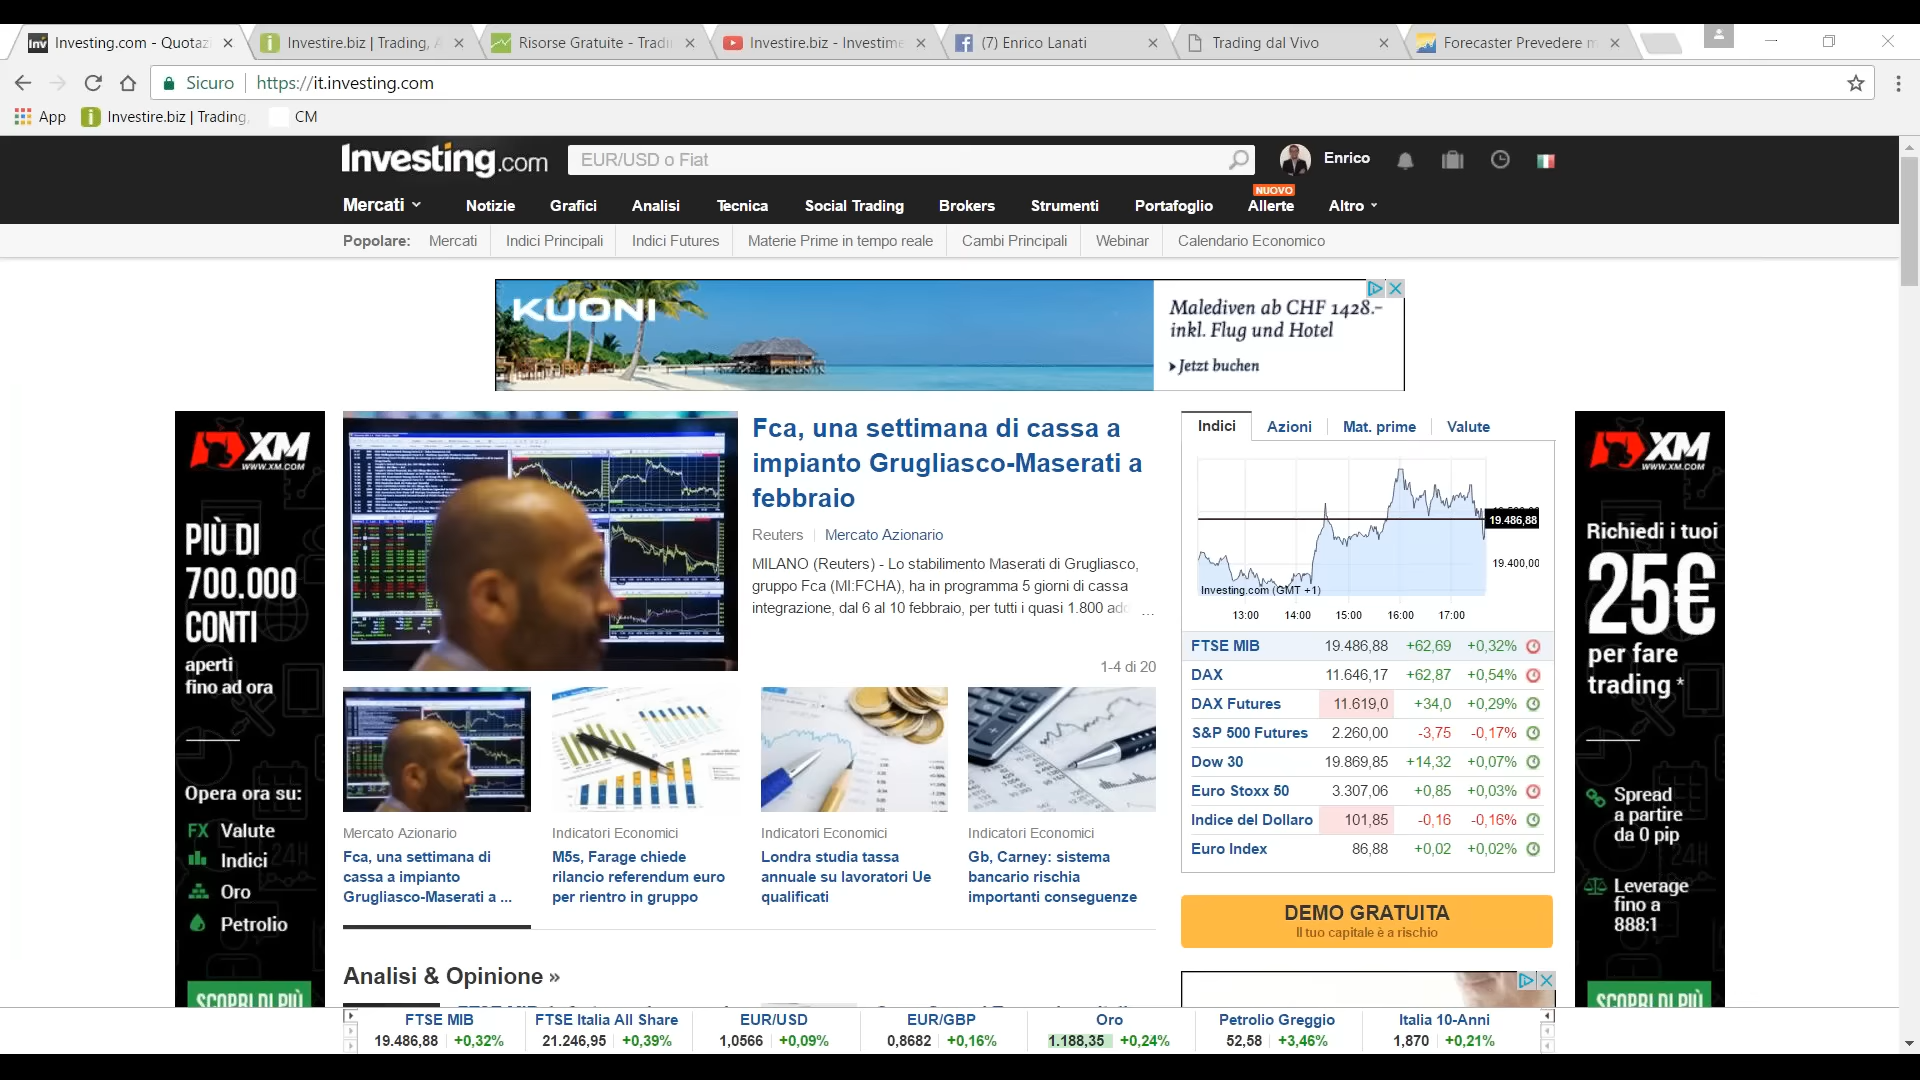 Investing.com - Quotaz
Investire.biz | Trading, A
Risorse Gratuite - Tradi
Investire.biz - Investime
(7) Enrico Lanati
Trading dal Vivo
Forecaster Prevedere m
Sicuro
https://it.investing.com
App
Investire.biz | Trading,
CM
Investing.com
EUR/USD o Fiat
Enrico
NUOVO
Mercati
Notizie
Grafici
Analisi
Tecnica
Social Trading
Brokers
Strumenti
Portafoglio
Allerte
Altro
Popolare:
Mercati
Indici Principali
Indici Futures
Materie Prime in tempo reale
Cambi Principali
Webinar
Calendario Economico
KUONI
Malediven ab CHF 1428.-
inkl. Flug und Hotel
Jetzt buchen
XM
WWW.XM.COM
PIÙ DI
700.000
CONTI
aperti
fino ad ora
Opera ora su:
FX Valute
Indici
Oro
Petrolio
SCOPRI DI PIÙ
Fca, una settimana di cassa a
impianto Grugliasco-Maserati a
febbraio
Reuters
Mercato Azionario
MILANO (Reuters) - Lo stabilimento Maserati di Grugliasco,
gruppo Fca (MI:FCHA), ha in programma 5 giorni di cassa
integrazione, dal 6 al 10 febbraio, per tutti i quasi 1.800 ado ...
1-4 di 20
Mercato Azionario
Fca, una settimana di
cassa a impianto
Grugliasco-Maserati a ...
Indicatori Economici
M5s, Farage chiede
rilancio referendum euro
per rientro in gruppo
Indicatori Economici
Londra studia tassa
annuale su lavoratori Ue
qualificati
Indicatori Economici
Gb, Carney: sistema
bancario rischia
importanti conseguenze
Analisi & Opinione »
Indici
Azioni
Mat. prime
Valute
19.486,88
19.400,00
Investing.com (GMT +1)
13:00 14:00 15:00 16:00 17:00
FTSE MIB 19.486,88 +62,69 +0,32%
DAX 11.646,17 +62,87 +0,54%
DAX Futures 11.619,0 +34,0 +0,29%
S&P 500 Futures 2.260,00 -3,75 -0,17%
Dow 30 19.869,85 +14,32 +0,07%
Euro Stoxx 50 3.307,06 +0,85 +0,03%
Indice del Dollaro 101,85 -0,16 -0,16%
Euro Index 86,88 +0,02 +0,02%
DEMO GRATUITA
Il tuo capitale è a rischio
XM
WWW.XM.COM
Richiedi i tuoi
25€
per fare
trading *
Spread
a partire
da 0 pip
Leverage
fino a
888:1
SCOPRI DI PIÙ
FTSE MIB
19.486,88 +0,32%
FTSE Italia All Share
21.246,95 +0,39%
EUR/USD
1,0566 +0,09%
EUR/GBP
0,8682 +0,16%
Oro
1.188,35 +0,24%
Petrolio Greggio
52,58 +3,46%
Italia 10-Anni
1,870 +0,21%